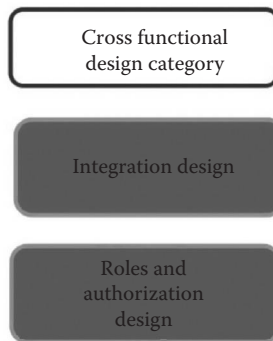 Cross functional
design category
Integration design
Roles and
authorization
design